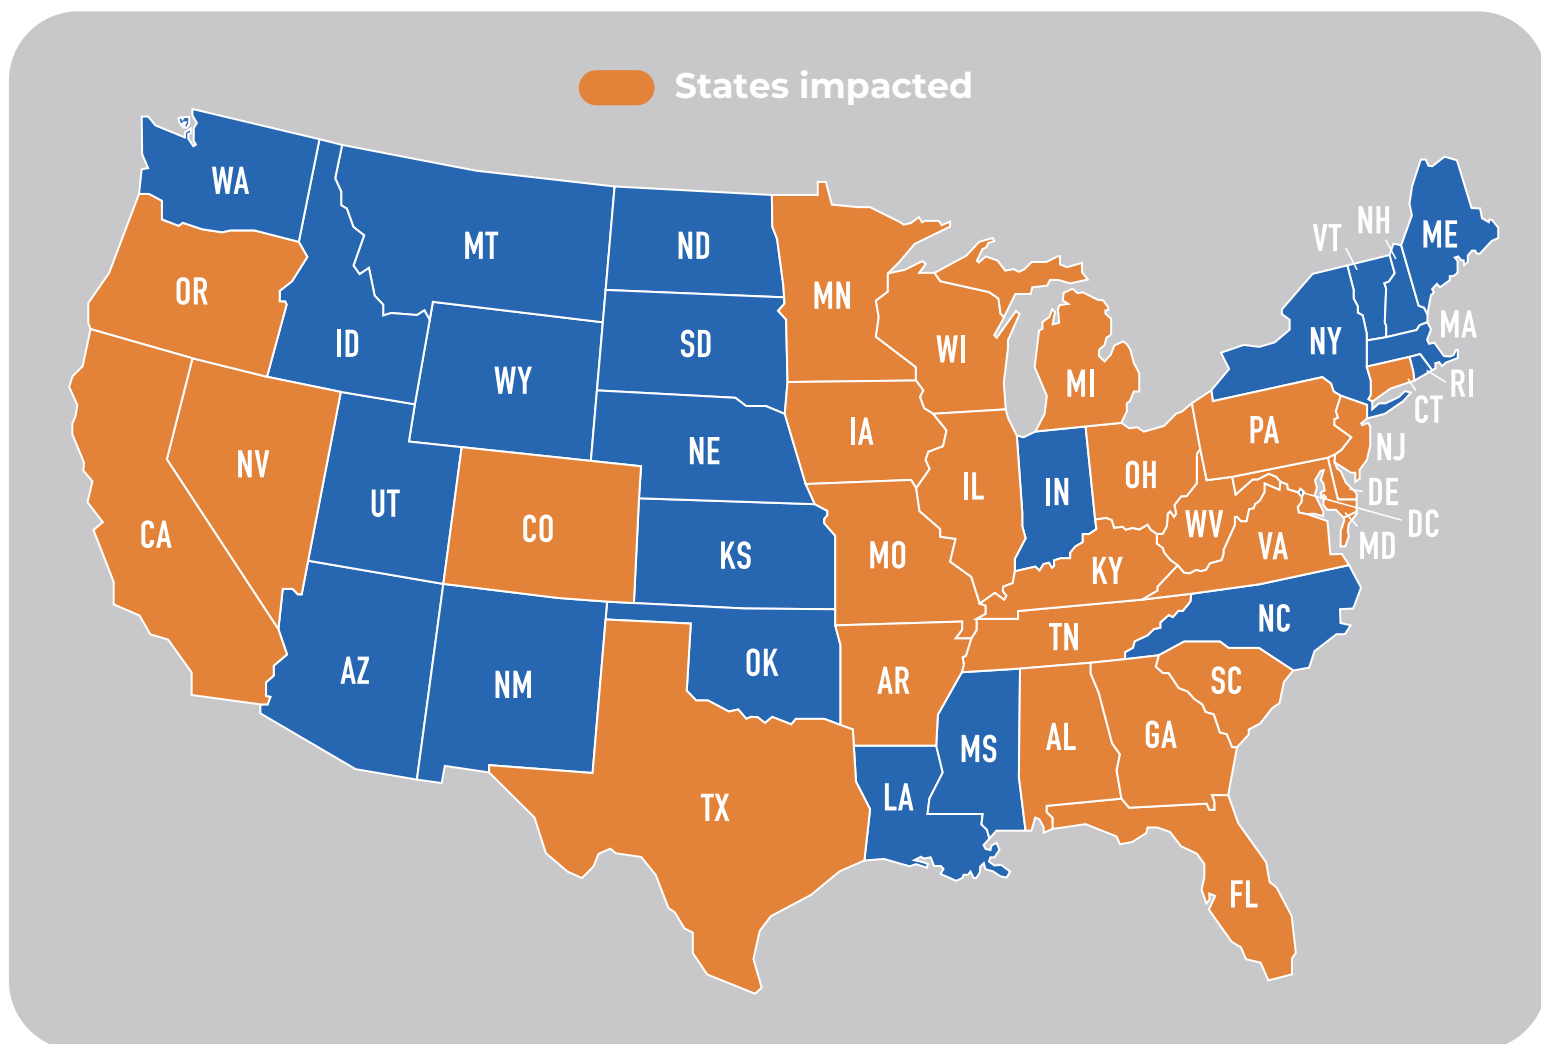 States impacted
WA
MT
ND
MN
VT
NH
ME
OR
ID
WY
SD
WI
MI
NY
MA
RI
CT
NV
UT
CO
NE
IA
IL
IN
OH
PA
NJ
DE
DC
MD
CA
KS
MO
KY
WV
VA
AZ
NM
OK
AR
TN
NC
SC
TX
LA
MS
AL
GA
FL